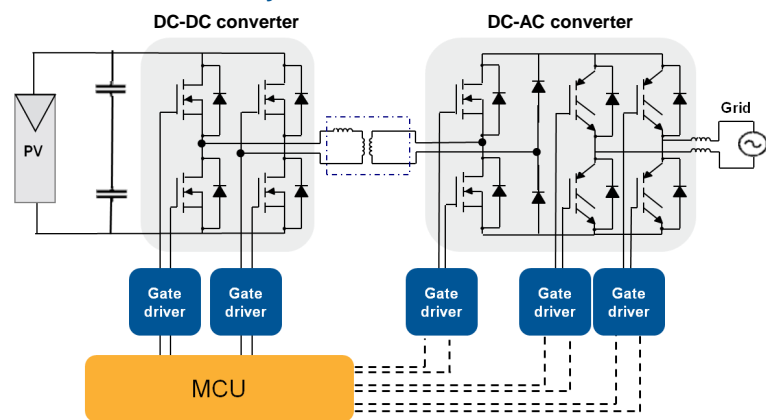 DC-DC converter
DC-AC converter
PV
Grid
Gate
driver
Gate
driver
Gate
driver
Gate
driver
Gate
driver
MCU